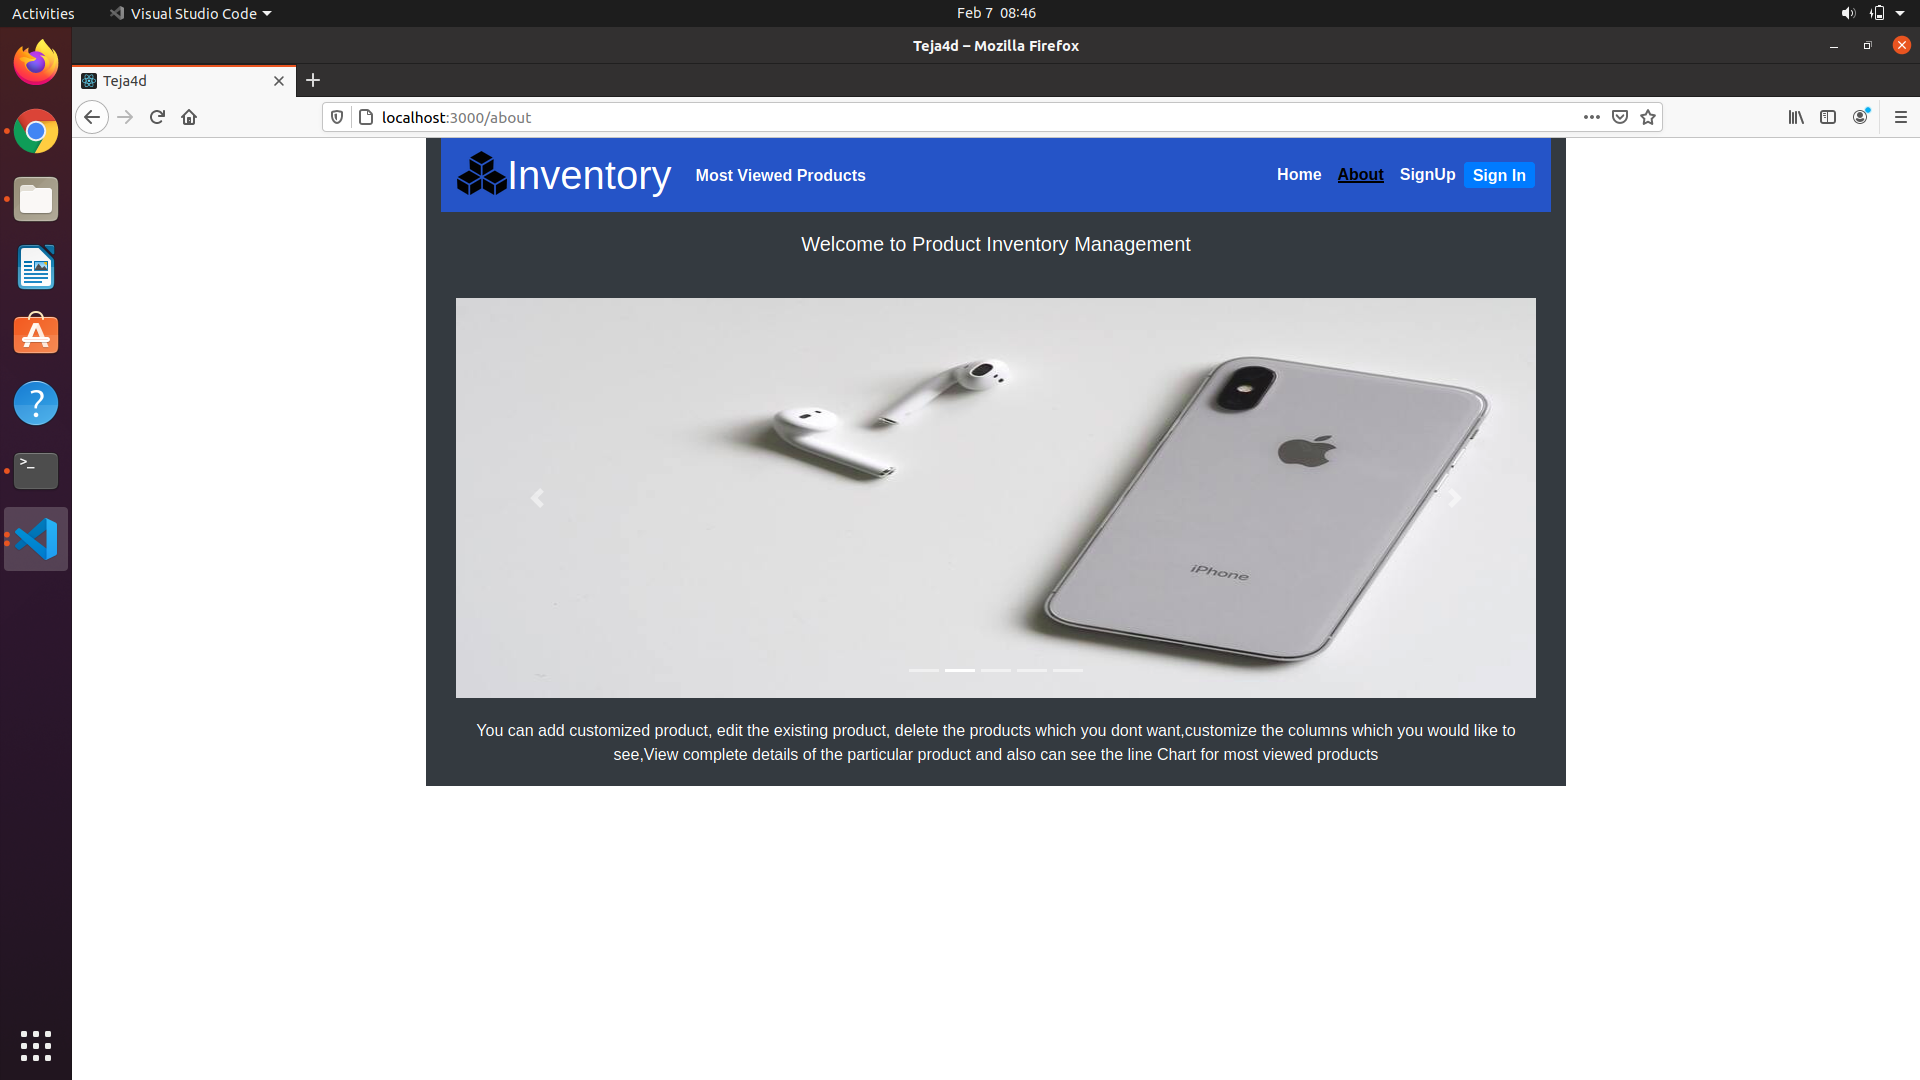 Activities
Visual Studio Code
Feb 7 08:46
Teja4d – Mozilla Firefox
Teja4d
localhost:3000/about
Inventory
Most Viewed Products
Home
About
SignUp
Sign In
Welcome to Product Inventory Management
iPhone
You can add customized product, edit the existing product, delete the products which you dont want,customize the columns which you would like to
see,View complete details of the particular product and also can see the line Chart for most viewed products